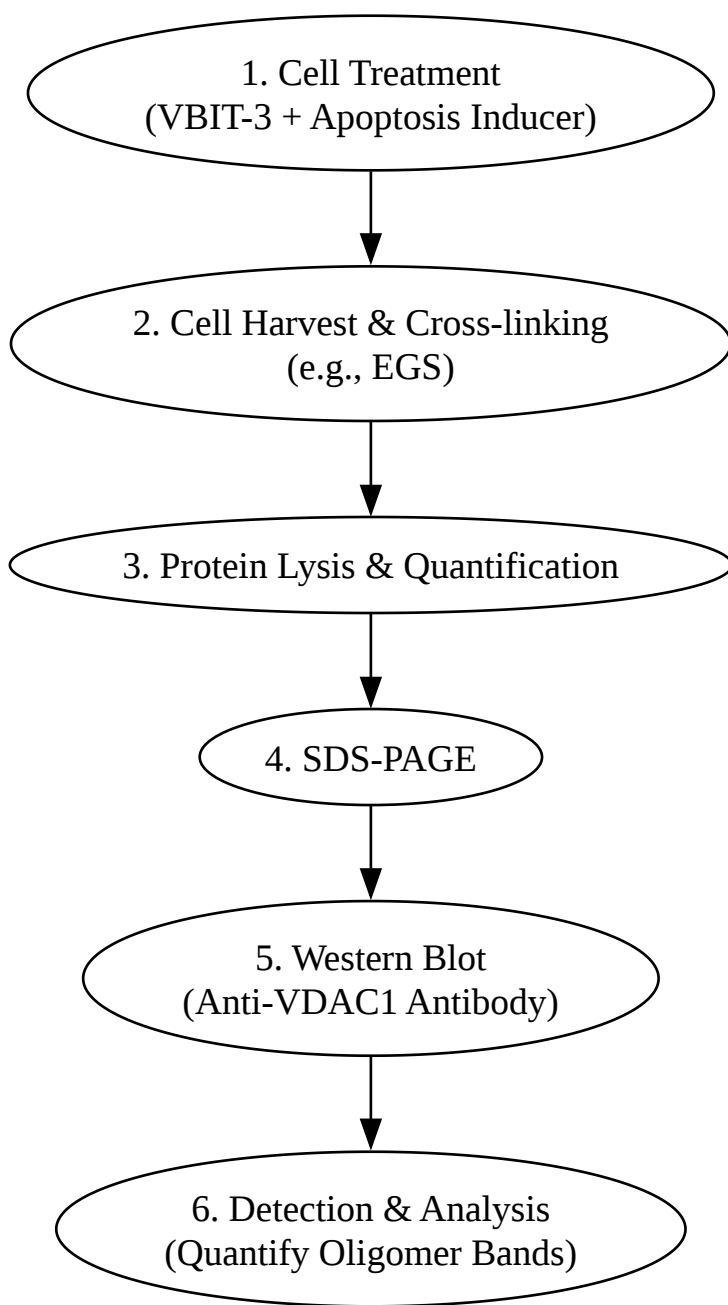 1. Cell Treatment
(VBIT-3 + Apoptosis Inducer)
2. Cell Harvest & Cross-linking
(e.g., EGS)
3. Protein Lysis & Quantification
4. SDS-PAGE
5. Western Blot
(Anti-VDAC1 Antibody)
6. Detection & Analysis
(Quantify Oligomer Bands)